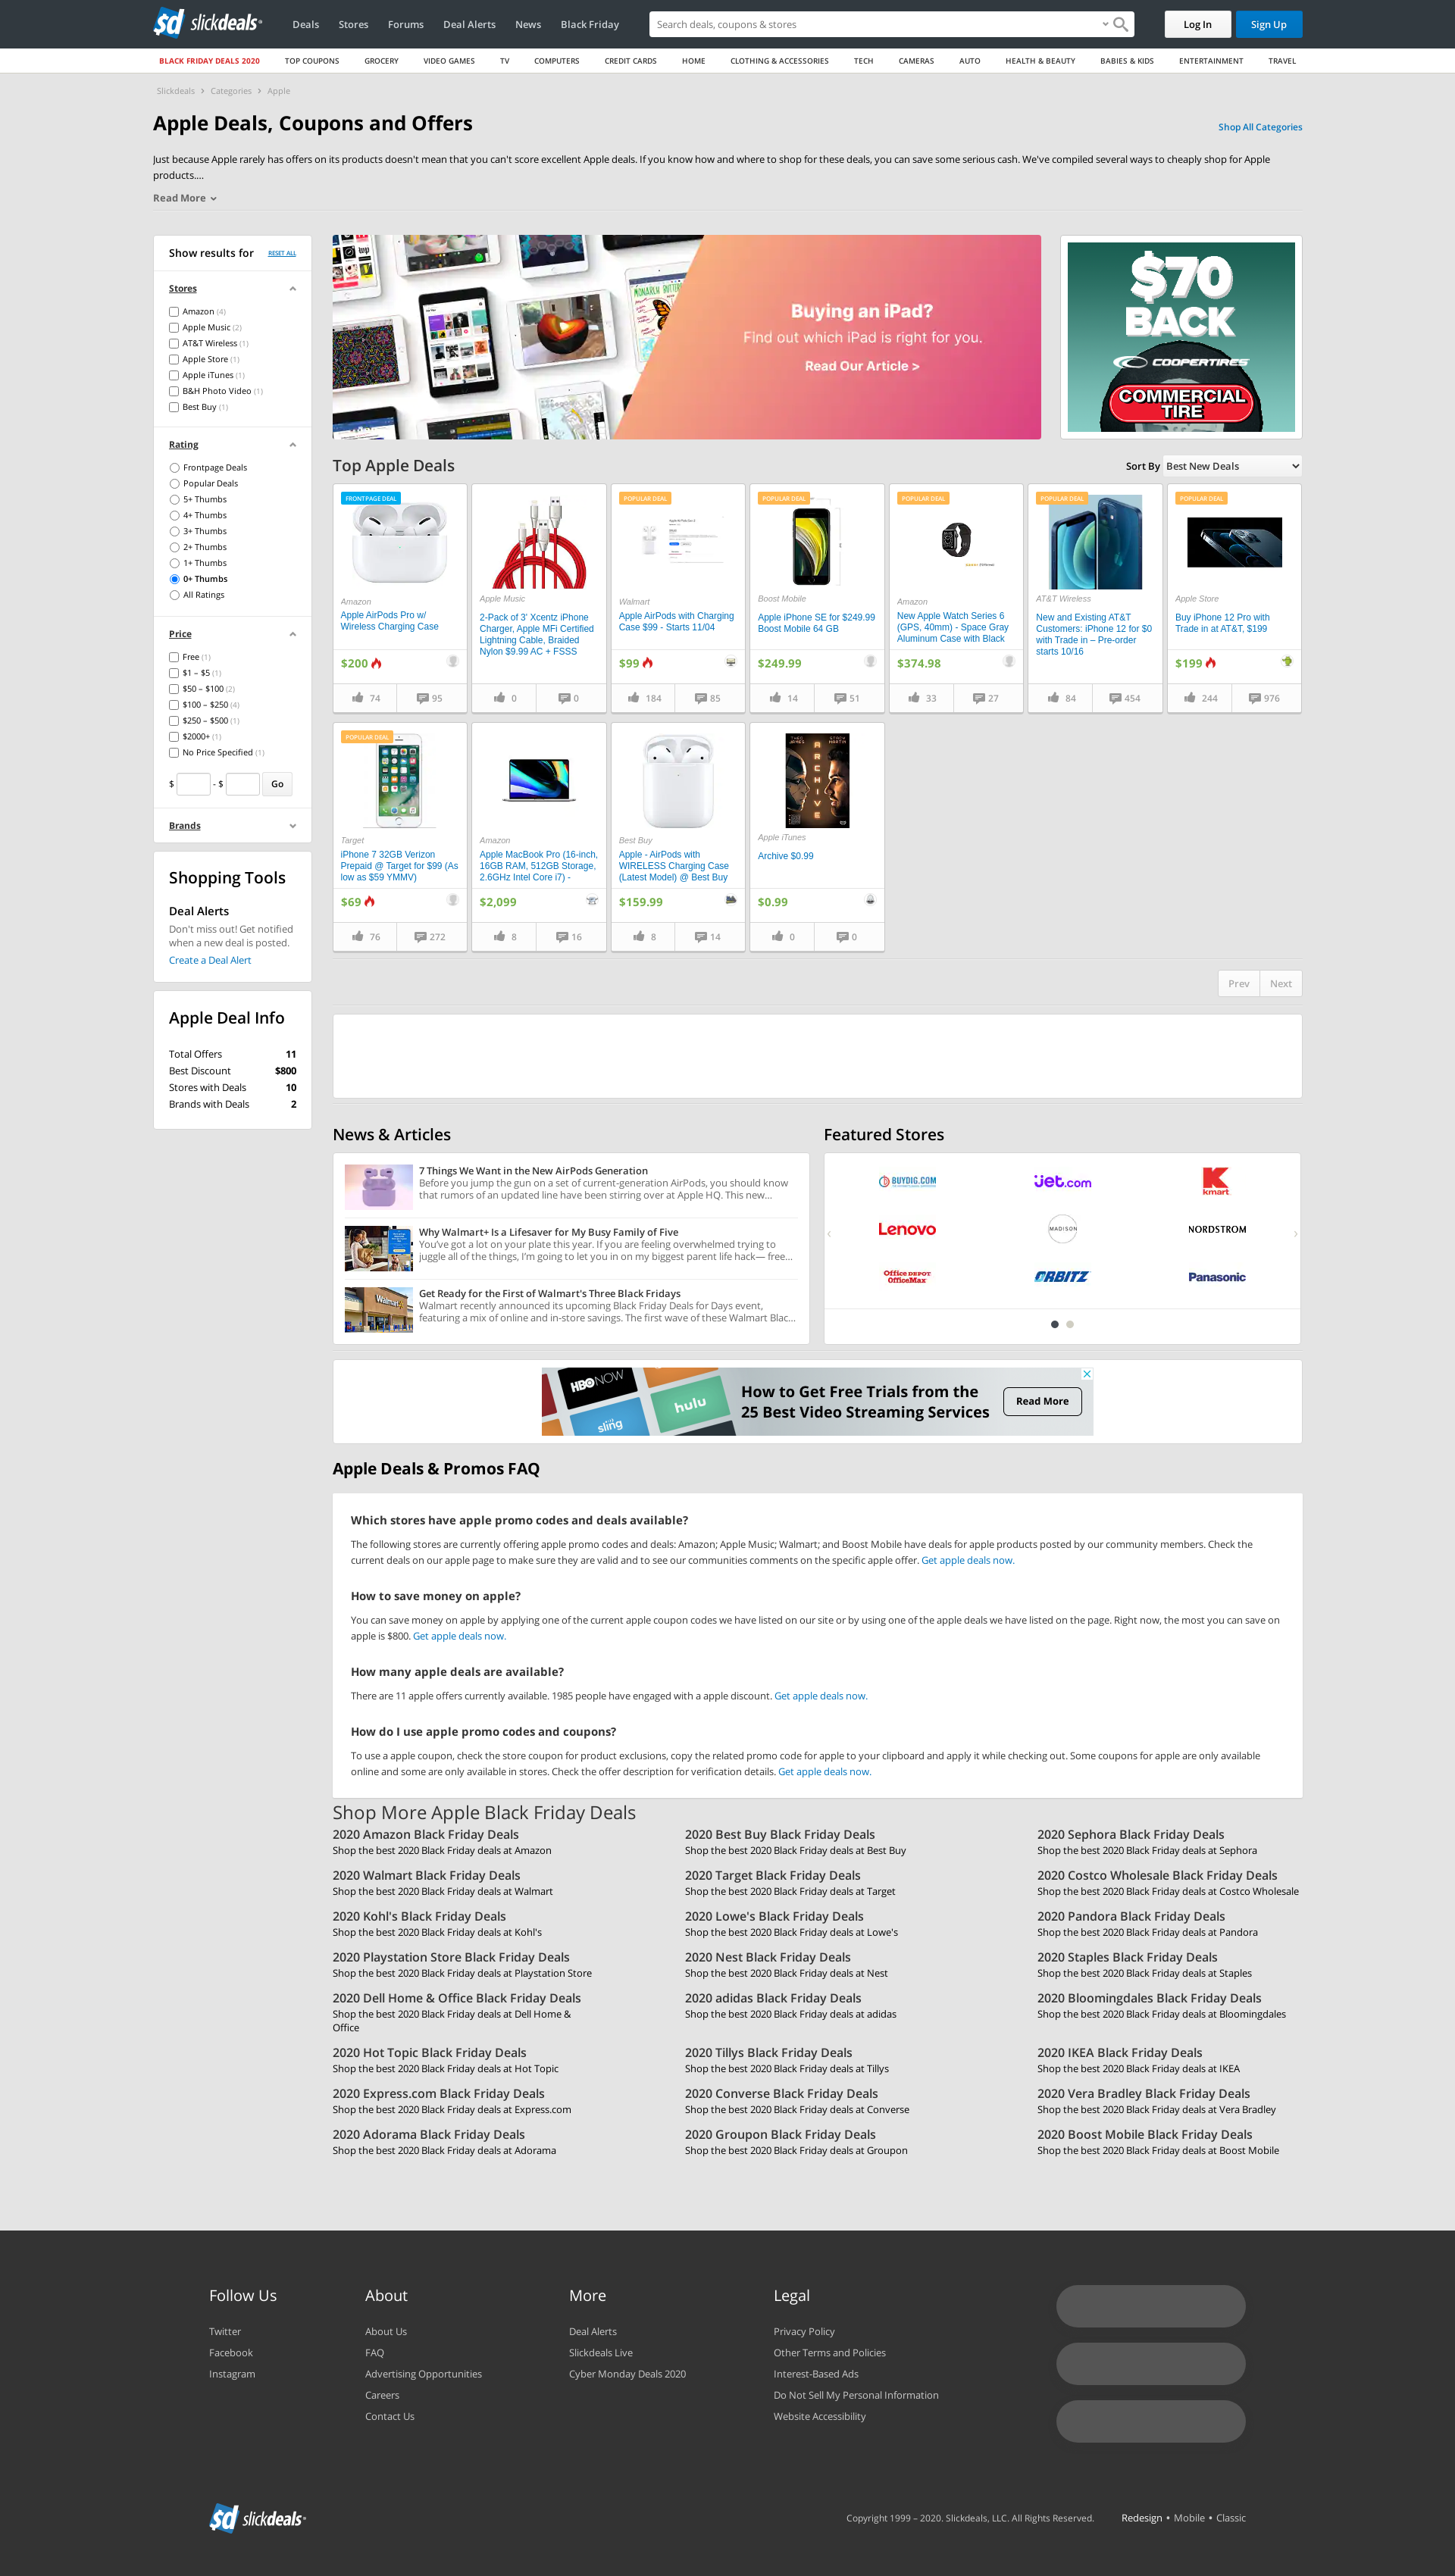 sd slickdeals
Deals Stores Forums Deal Alerts News Black Friday
Search deals, coupons & stores
Log In
Sign Up
BLACK FRIDAY DEALS 2020 TOP COUPONS GROCERY VIDEO GAMES TV COMPUTERS CREDIT CARDS HOME CLOTHING & ACCESSORIES TECH CAMERAS AUTO HEALTH & BEAUTY BABIES & KIDS ENTERTAINMENT TRAVEL
Slickdeals > Categories > Apple
Apple Deals, Coupons and Offers
Shop All Categories
Just because Apple rarely has offers on its products doesn't mean that you can't score excellent Apple deals. If you know how and where to shop for these deals, you can save some serious cash. We've compiled several ways to cheaply shop for Apple
products....
Read More
Show results for RESET ALL
Stores
Amazon (4)
Apple Music (2)
AT&T Wireless (1)
Apple Store (1)
Apple iTunes (1)
B&H Photo Video (1)
Best Buy (1)
Rating
Frontpage Deals
Popular Deals
5+ Thumbs
4+ Thumbs
3+ Thumbs
2+ Thumbs
1+ Thumbs
0+ Thumbs
All Ratings
Price
Free (1)
$1 – $5 (1)
$50 – $100 (2)
$100 – $250 (4)
$250 – $500 (1)
$2000+ (1)
No Price Specified (1)
$ - $ Go
Brands
Shopping Tools
Deal Alerts
Don't miss out! Get notified
when a new deal is posted.
Create a Deal Alert
Apple Deal Info
Total Offers 11
Best Discount $800
Stores with Deals 10
Brands with Deals 2
Buying an iPad?
Find out which iPad is right for you.
Read Our Article >
$70
BACK
COOPERTIRES
COMMERCIAL
TIRE
Top Apple Deals
Sort By Best New Deals
FRONTPAGE DEAL
Amazon
Apple AirPods Pro w/
Wireless Charging Case
$200
74 95
Apple Music
2-Pack of 3' Xcentz iPhone
Charger, Apple MFi Certified
Lightning Cable, Braided
Nylon $9.99 AC + FSSS
0 0
POPULAR DEAL
Walmart
Apple AirPods with Charging
Case $99 - Starts 11/04
$99
184 85
POPULAR DEAL
Boost Mobile
Apple iPhone SE for $249.99
Boost Mobile 64 GB
$249.99
14 51
POPULAR DEAL
Amazon
New Apple Watch Series 6
(GPS, 40mm) - Space Gray
Aluminum Case with Black
$374.98
33 27
POPULAR DEAL
AT&T Wireless
New and Existing AT&T
Customers: iPhone 12 for $0
with Trade in – Pre-order
starts 10/16
84 454
POPULAR DEAL
Apple Store
Buy iPhone 12 Pro with
Trade in at AT&T, $199
$199
244 976
POPULAR DEAL
Target
iPhone 7 32GB Verizon
Prepaid @ Target for $99 (As
low as $59 YMMV)
$69
76 272
Amazon
Apple MacBook Pro (16-inch,
16GB RAM, 512GB Storage,
2.6GHz Intel Core i7) -
$2,099
8 16
Best Buy
Apple - AirPods with
WIRELESS Charging Case
(Latest Model) @ Best Buy
$159.99
8 14
ARCHIVE
Apple iTunes
Archive $0.99
$0.99
0 0
Prev Next
News & Articles
7 Things We Want in the New AirPods Generation
Before you jump the gun on a set of current-generation AirPods, you should know
that rumors of an updated line have been stirring over at Apple HQ. This new...
Why Walmart+ Is a Lifesaver for My Busy Family of Five
You've got a lot on your plate this year. If you are feeling overwhelmed trying to
juggle all of the things, I'm going to let you in on my biggest parent life hack— free...
Walmart
Get Ready for the First of Walmart's Three Black Fridays
Walmart recently announced its upcoming Black Friday Deals for Days event,
featuring a mix of online and in-store savings. The first wave of these Walmart Blac...
Featured Stores
BUYDIG.COM Jet.com Kmart
Lenovo MADISON NORDSTROM
Office DEPOT OfficeMax ORBITZ Panasonic
HBO NOW
sling
hulu
How to Get Free Trials from the
25 Best Video Streaming Services
Read More
Apple Deals & Promos FAQ
Which stores have apple promo codes and deals available?
The following stores are currently offering apple promo codes and deals: Amazon; Apple Music; Walmart; and Boost Mobile have deals for apple products posted by our community members. Check the
current deals on our apple page to make sure they are valid and to see our communities comments on the specific apple offer. Get apple deals now.
How to save money on apple?
You can save money on apple by applying one of the current apple coupon codes we have listed on our site or by using one of the apple deals we have listed on the page. Right now, the most you can save on
apple is $800. Get apple deals now.
How many apple deals are available?
There are 11 apple offers currently available. 1985 people have engaged with a apple discount. Get apple deals now.
How do I use apple promo codes and coupons?
To use a apple coupon, check the store coupon for product exclusions, copy the related promo code for apple to your clipboard and apply it while checking out. Some coupons for apple are only available
online and some are only available in stores. Check the offer description for verification details. Get apple deals now.
Shop More Apple Black Friday Deals
2020 Amazon Black Friday Deals
Shop the best 2020 Black Friday deals at Amazon
2020 Best Buy Black Friday Deals
Shop the best 2020 Black Friday deals at Best Buy
2020 Sephora Black Friday Deals
Shop the best 2020 Black Friday deals at Sephora
2020 Walmart Black Friday Deals
Shop the best 2020 Black Friday deals at Walmart
2020 Target Black Friday Deals
Shop the best 2020 Black Friday deals at Target
2020 Costco Wholesale Black Friday Deals
Shop the best 2020 Black Friday deals at Costco Wholesale
2020 Kohl's Black Friday Deals
Shop the best 2020 Black Friday deals at Kohl's
2020 Lowe's Black Friday Deals
Shop the best 2020 Black Friday deals at Lowe's
2020 Pandora Black Friday Deals
Shop the best 2020 Black Friday deals at Pandora
2020 Playstation Store Black Friday Deals
Shop the best 2020 Black Friday deals at Playstation Store
2020 Nest Black Friday Deals
Shop the best 2020 Black Friday deals at Nest
2020 Staples Black Friday Deals
Shop the best 2020 Black Friday deals at Staples
2020 Dell Home & Office Black Friday Deals
Shop the best 2020 Black Friday deals at Dell Home &
Office
2020 adidas Black Friday Deals
Shop the best 2020 Black Friday deals at adidas
2020 Bloomingdales Black Friday Deals
Shop the best 2020 Black Friday deals at Bloomingdales
2020 Hot Topic Black Friday Deals
Shop the best 2020 Black Friday deals at Hot Topic
2020 Tillys Black Friday Deals
Shop the best 2020 Black Friday deals at Tillys
2020 IKEA Black Friday Deals
Shop the best 2020 Black Friday deals at IKEA
2020 Express.com Black Friday Deals
Shop the best 2020 Black Friday deals at Express.com
2020 Converse Black Friday Deals
Shop the best 2020 Black Friday deals at Converse
2020 Vera Bradley Black Friday Deals
Shop the best 2020 Black Friday deals at Vera Bradley
2020 Adorama Black Friday Deals
Shop the best 2020 Black Friday deals at Adorama
2020 Groupon Black Friday Deals
Shop the best 2020 Black Friday deals at Groupon
2020 Boost Mobile Black Friday Deals
Shop the best 2020 Black Friday deals at Boost Mobile
Follow Us
Twitter
Facebook
Instagram
About
About Us
FAQ
Advertising Opportunities
Careers
Contact Us
More
Deal Alerts
Slickdeals Live
Cyber Monday Deals 2020
Legal
Privacy Policy
Other Terms and Policies
Interest-Based Ads
Do Not Sell My Personal Information
Website Accessibility
sd slickdeals
Copyright 1999 – 2020. Slickdeals, LLC. All Rights Reserved.
Redesign • Mobile • Classic